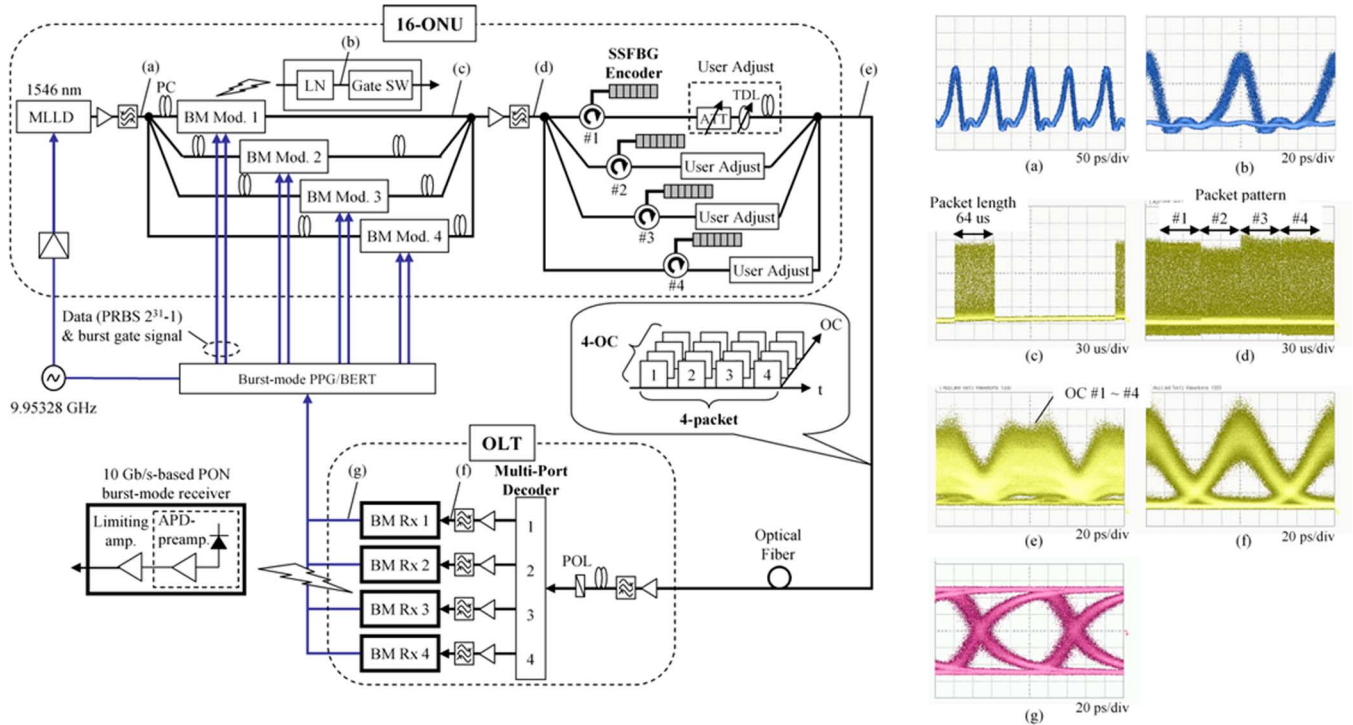 16-ONU
(a)
PC
(b)
LN
Gate SW
(c)
(d)
SSFBG
Encoder
User Adjust
TDL
ATT
(e)
1546 nm
MLLD
BM Mod. 1
BM Mod. 2
BM Mod. 3
BM Mod. 4
#1
#2
User Adjust
#3
User Adjust
#4
User Adjust
Data (PRBS 2³¹-1)
& burst gate signal
Burst-mode PPG/BERT
9.95328 GHz
4-OC
OC
1 2 3 4
t
4-packet
OLT
(g)
(f)
Multi-Port
Decoder
10 Gb/s-based PON
burst-mode receiver
Limiting
amp.
APD-
preamp.
BM Rx 1
BM Rx 2
BM Rx 3
BM Rx 4
1
2
3
4
POL
Optical
Fiber
(a)
50 ps/div
(b)
20 ps/div
Packet length
64 us
(c)
30 us/div
Packet pattern
#1 #2 #3 #4
(d)
30 us/div
OC #1 ~ #4
(e)
20 ps/div
(f)
20 ps/div
(g)
20 ps/div